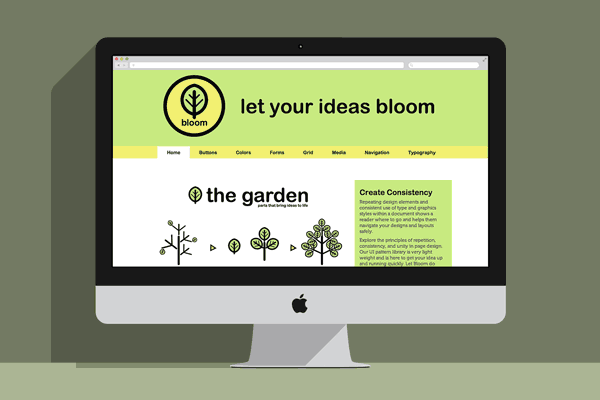 bloom
let your ideas bloom
Home Buttons Colors Forms Grid Media Navigation Typography
the garden
parts that bring ideas to life
Create Consistency
Repeating design elements and
consistent use of type and graphics
styles within a document shows a
reader where to go and helps them
navigate your designs and layouts
safely.
Explore the principles of repetition,
consistency, and unity in page design.
Our UI pattern library is very light
weight and is here to get your idea up
and running quickly. Let Bloom do